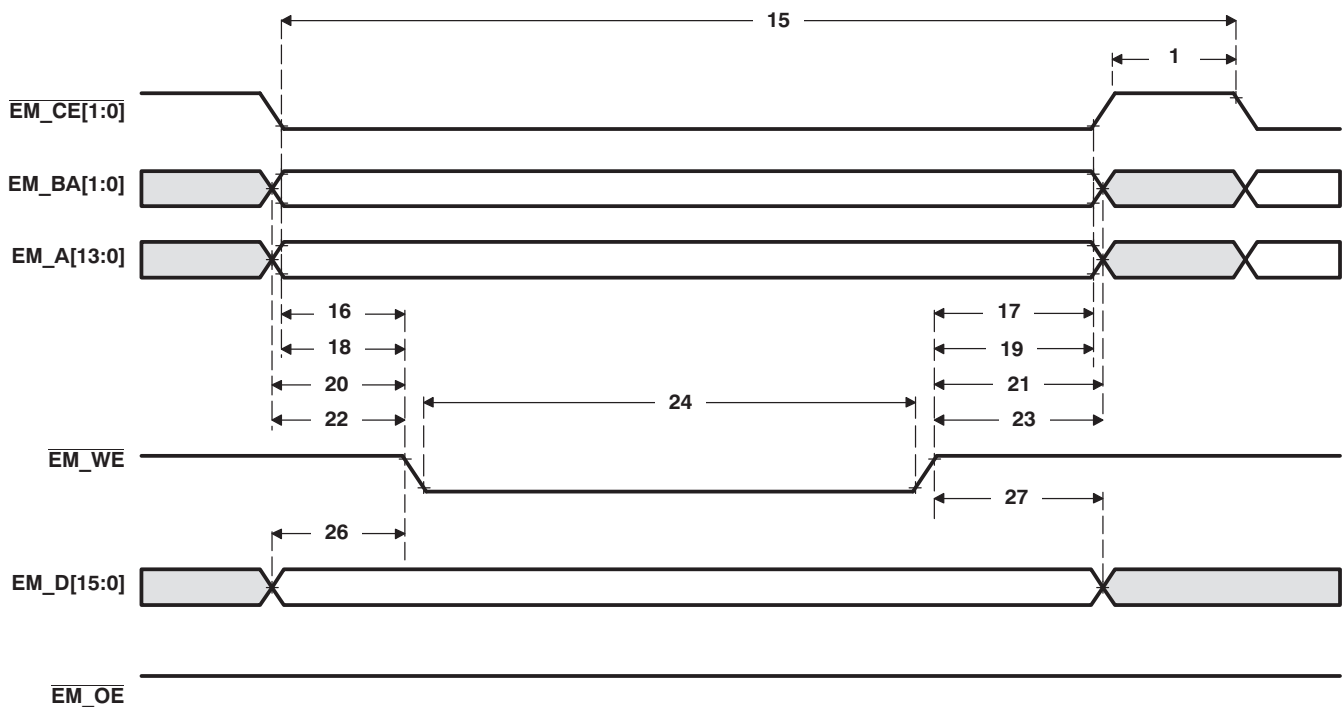 15
1
EM_CE[1:0]
EM_BA[1:0]
EM_A[13:0]
16 17
18 19
20 21
24
22 23
EM_WE
27
26
EM_D[15:0]
EM_OE